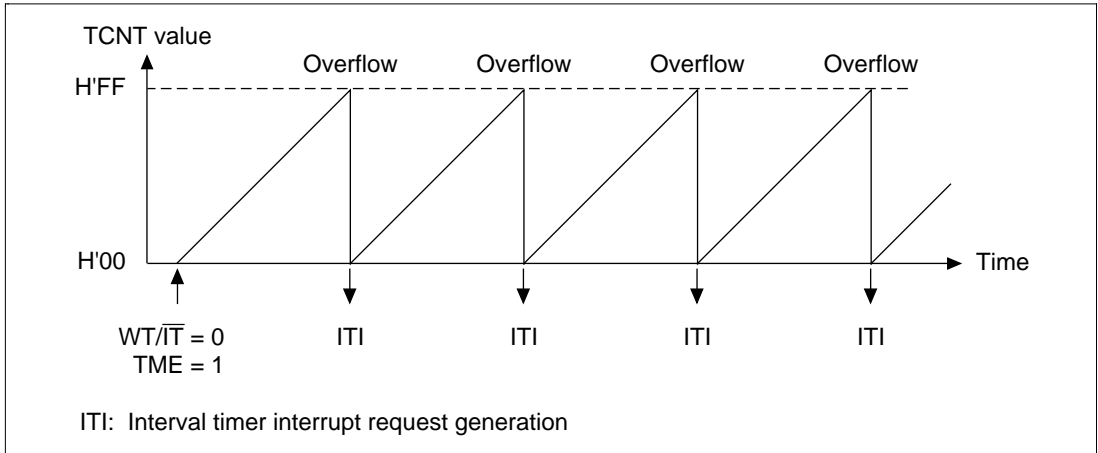 TCNT value
Overflow Overflow Overflow Overflow
H'FF
H'00
Time
WT/I̅T̅ = 0
TME = 1
ITI ITI ITI ITI
ITI: Interval timer interrupt request generation